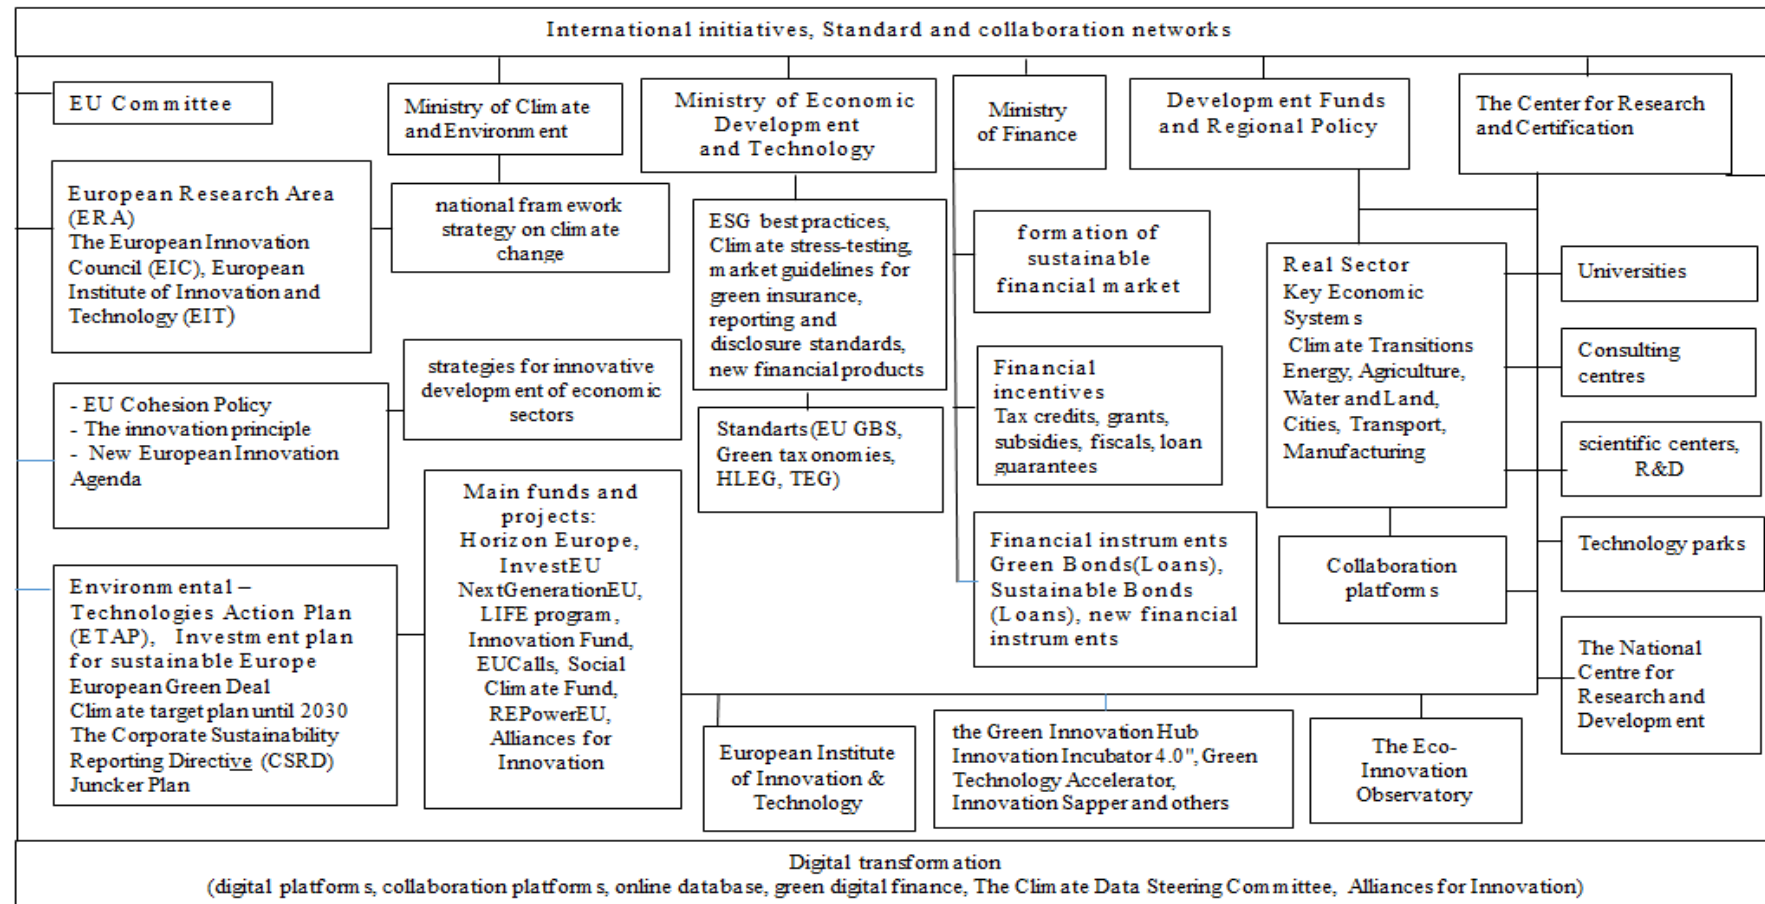 International initiatives, Standard and collaboration networks
EU Committee
Ministry of Climate
and Environment
Ministry of Economic
Development
and Technology
Ministry
of Finance
Development Funds
and Regional Policy
The Center for Research
and Certification
European Research Area
(ERA)
The European Innovation
Council (EIC), European
Institute of Innovation and
Technology (EIT)
national framework
strategy on climate
change
ESG best practices,
Climate stress-testing,
market guidelines for
green insurance,
reporting and
disclosure standards,
new financial products
formation of
sustainable
financial market
Real Sector
Key Economic
Systems
Climate Transitions
Energy, Agriculture,
Water and Land,
Cities, Transport,
Manufacturing
Universities
Consulting
centres
scientific centers,
R&D
Technology parks
The National
Centre for
Research and
Development
- EU Cohesion Policy
- The innovation principle
- New European Innovation
Agenda
strategies for innovative
development of economic
sectors
Standarts(EU GBS,
Green taxonomies,
HLEG, TEG)
Financial
incentives
Tax credits, grants,
subsidies, fiscals, loan
guarantees
Financial instruments
Green Bonds(Loans),
Sustainable Bonds
(Loans), new financial
instruments
Collaboration
platforms
Environmental –
Technologies Action Plan
(ETAP), Investment plan
for sustainable Europe
European Green Deal
Climate target plan until 2030
The Corporate Sustainability
Reporting Directive (CSRD)
Juncker Plan
Main funds and
projects:
Horizon Europe,
InvestEU
NextGenerationEU,
LIFE program,
Innovation Fund,
EUCalls, Social
Climate Fund,
REPowerEU,
Alliances for
Innovation
European Institute
of Innovation &
Technology
the Green Innovation Hub
Innovation Incubator 4.0", Green
Technology Accelerator,
Innovation Sapper and others
The Eco-
Innovation
Observatory
Digital transformation
(digital platforms, collaboration platforms, online database, green digital finance, The Climate Data Steering Committee, Alliances for Innovation)